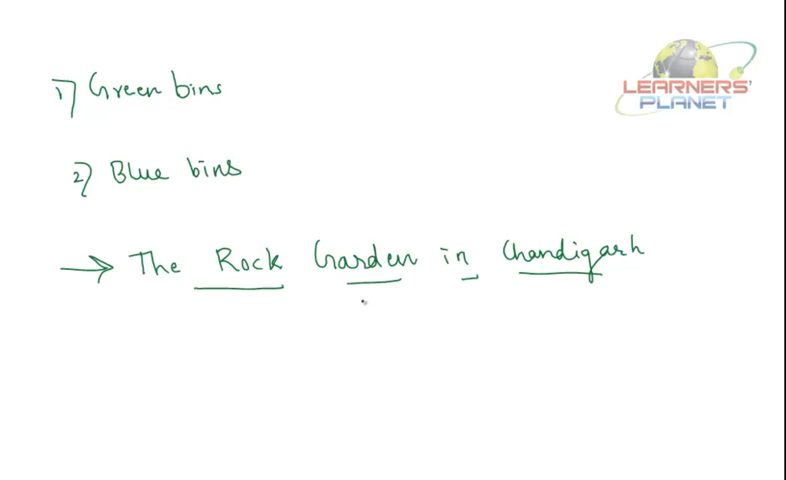 LEARNERS'
PLANET
1) Green bins
2) Blue bins
→ The Rock Garden in Chandigarh